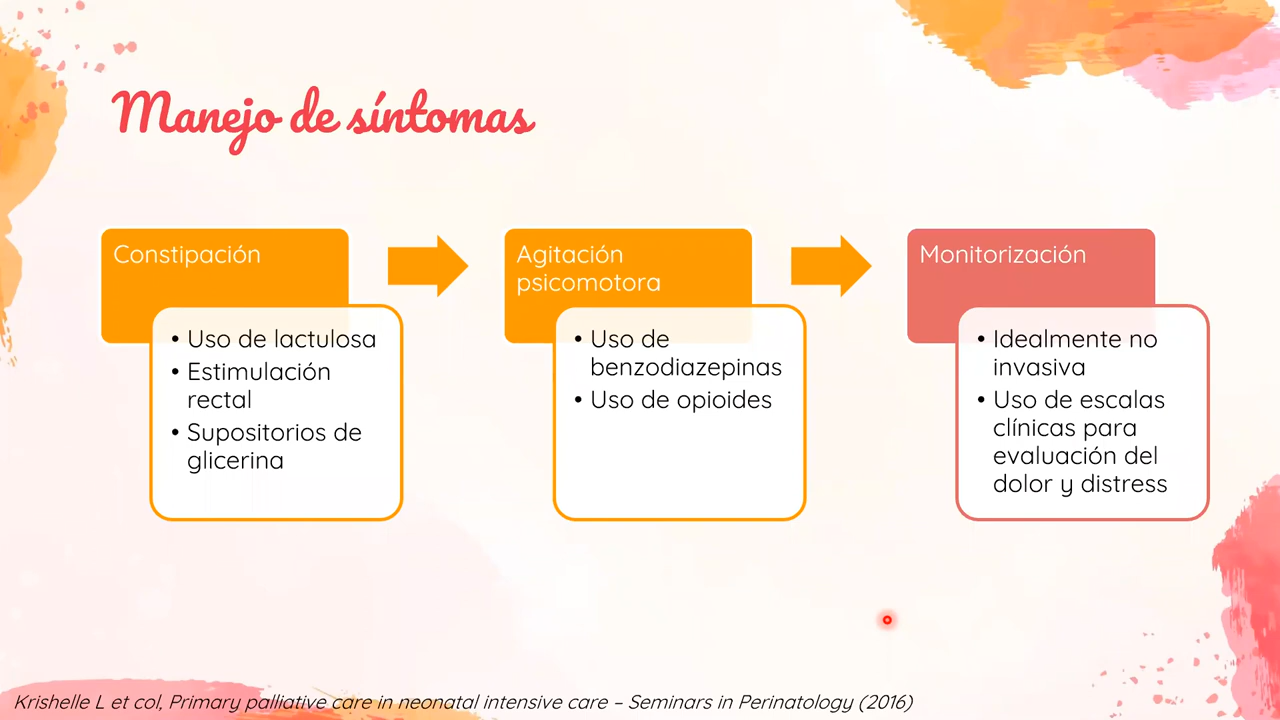 Manejo de síntomas
Constipación
• Uso de lactulosa
• Estimulación
rectal
• Supositorios de
glicerina
Agitación
psicomotora
• Uso de
benzodiazepinas
• Uso de opioides
Monitorización
• Idealmente no
invasiva
• Uso de escalas
clínicas para
evaluación del
dolor y distress
Krishelle L et col, Primary palliative care in neonatal intensive care – Seminars in Perinatology (2016)